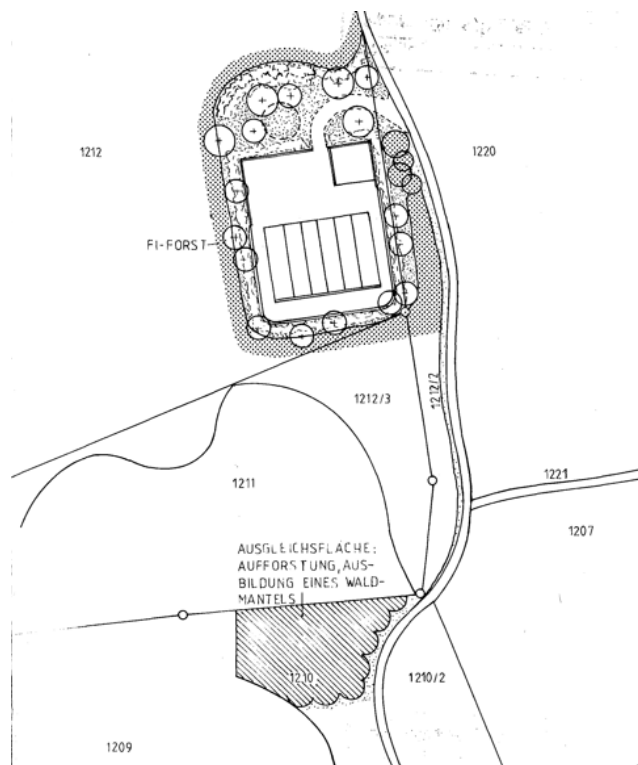 1212
1220
FI-FORST
1212/3
1212/2
1211
1221
1207
AUSGLEICHSFLÄCHE:
AUFFORSTUNG, AUS-
BILDUNG EINES WALD-
MANTELS
1210
1210/2
1209